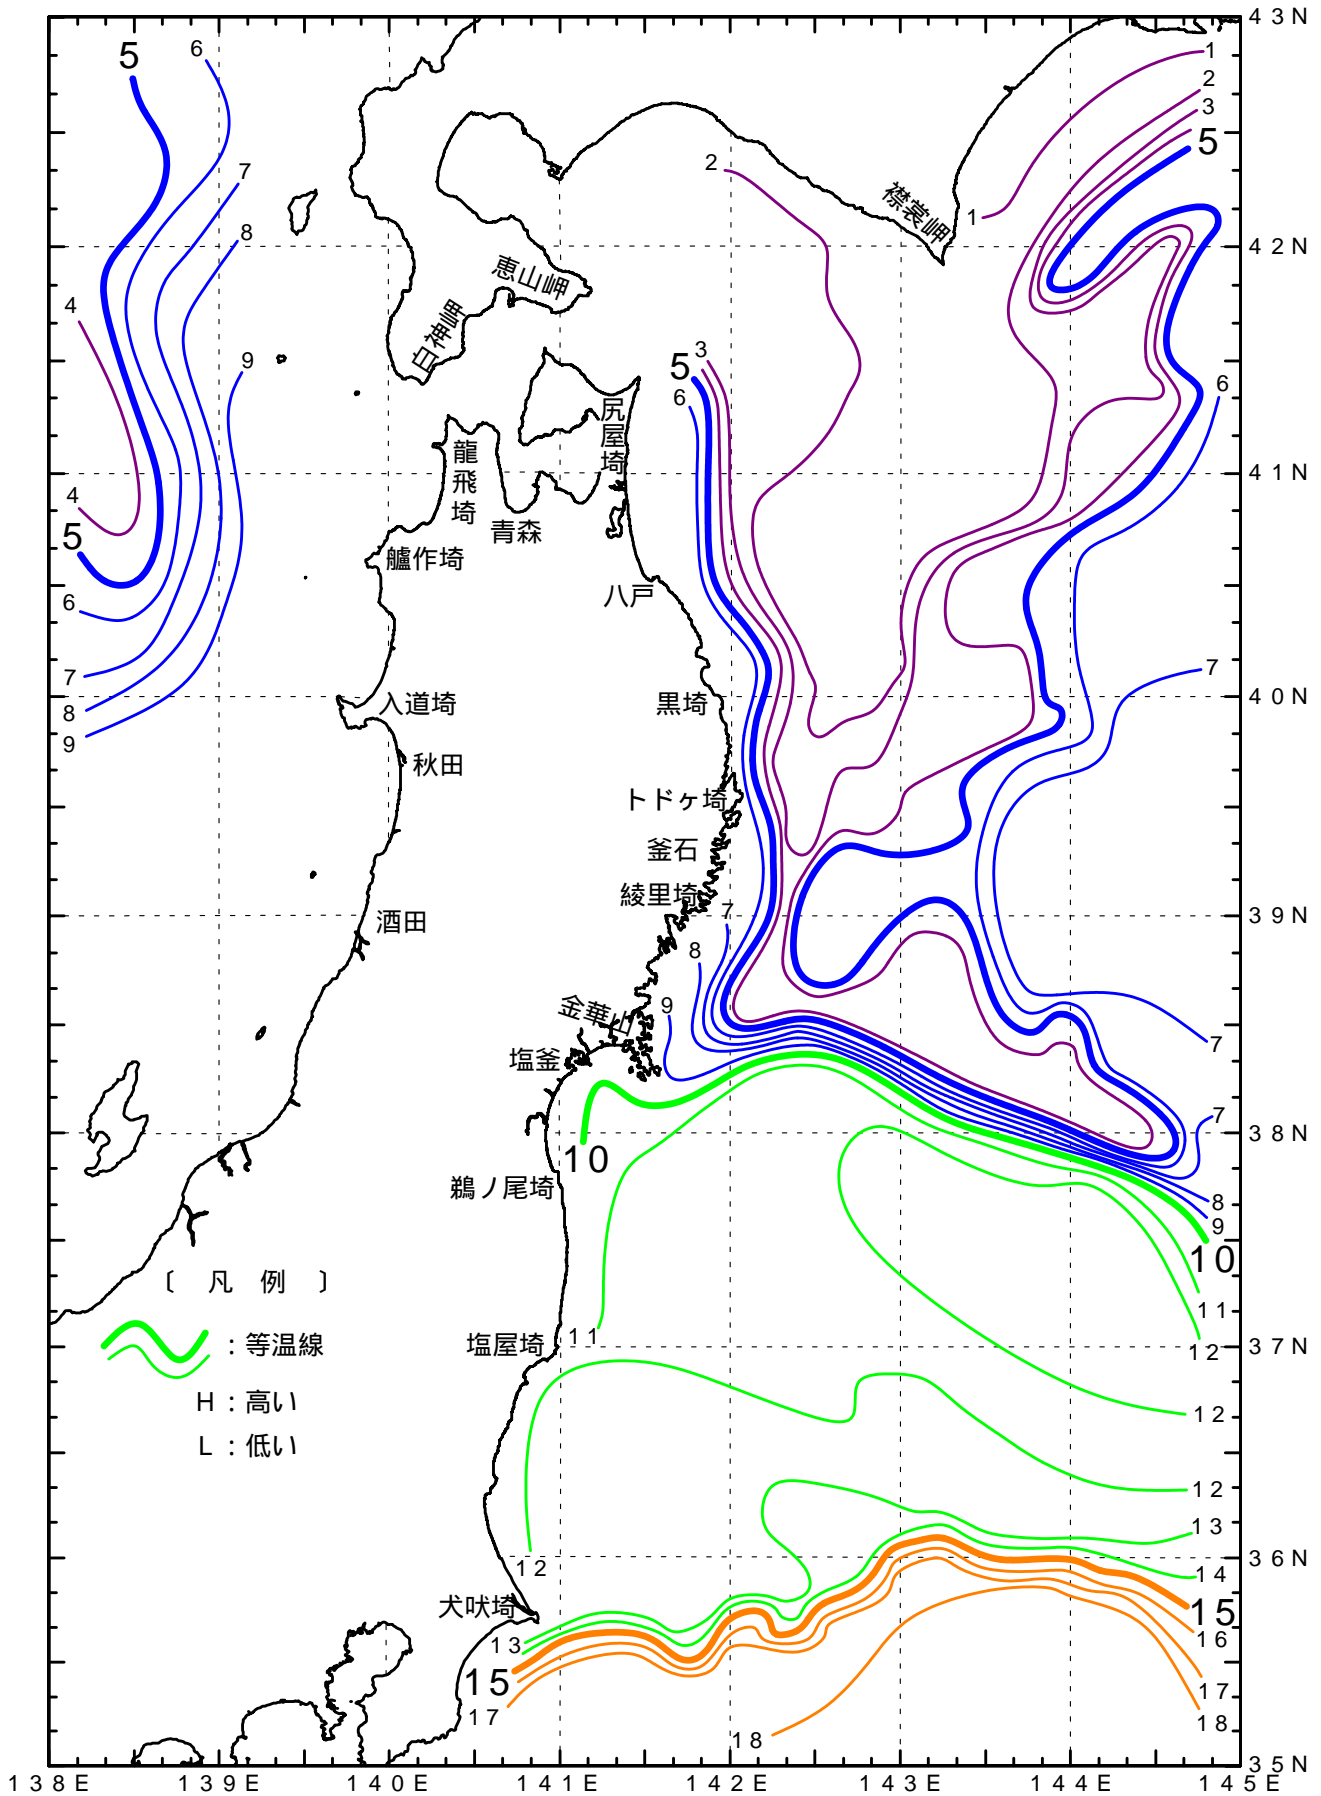 43N
5
6
1
2
3
5
7
2
襟裳岬
1
8
42N
恵山岬
4
白神岬
9
5
3
6
6
尻屋埼
龍飛埼
41N
4
青森
5
艫作埼
6
八戸
7
7
8
入道埼
黒埼
40N
9
秋田
トドヶ埼
釜石
綾里埼
7
酒田
39N
8
金華山
9
塩釜
7
7
38N
10
鵜ノ尾埼
8
9
10
〔 凡 例 〕
11
塩屋埼
11
:等温線
12
37N
H:高い
12
L:低い
12
13
36N
12
14
犬吠埼
15
13
16
15
17
17
18
18
35N
138E
139E
140E
141E
142E
143E
144E
145E